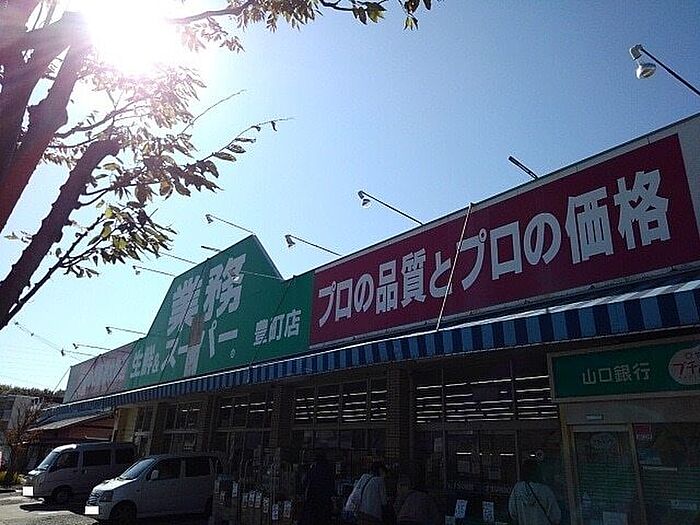 業務
生鮮&スーパー
豊町店
プロの品質とプロの価格
山口銀行